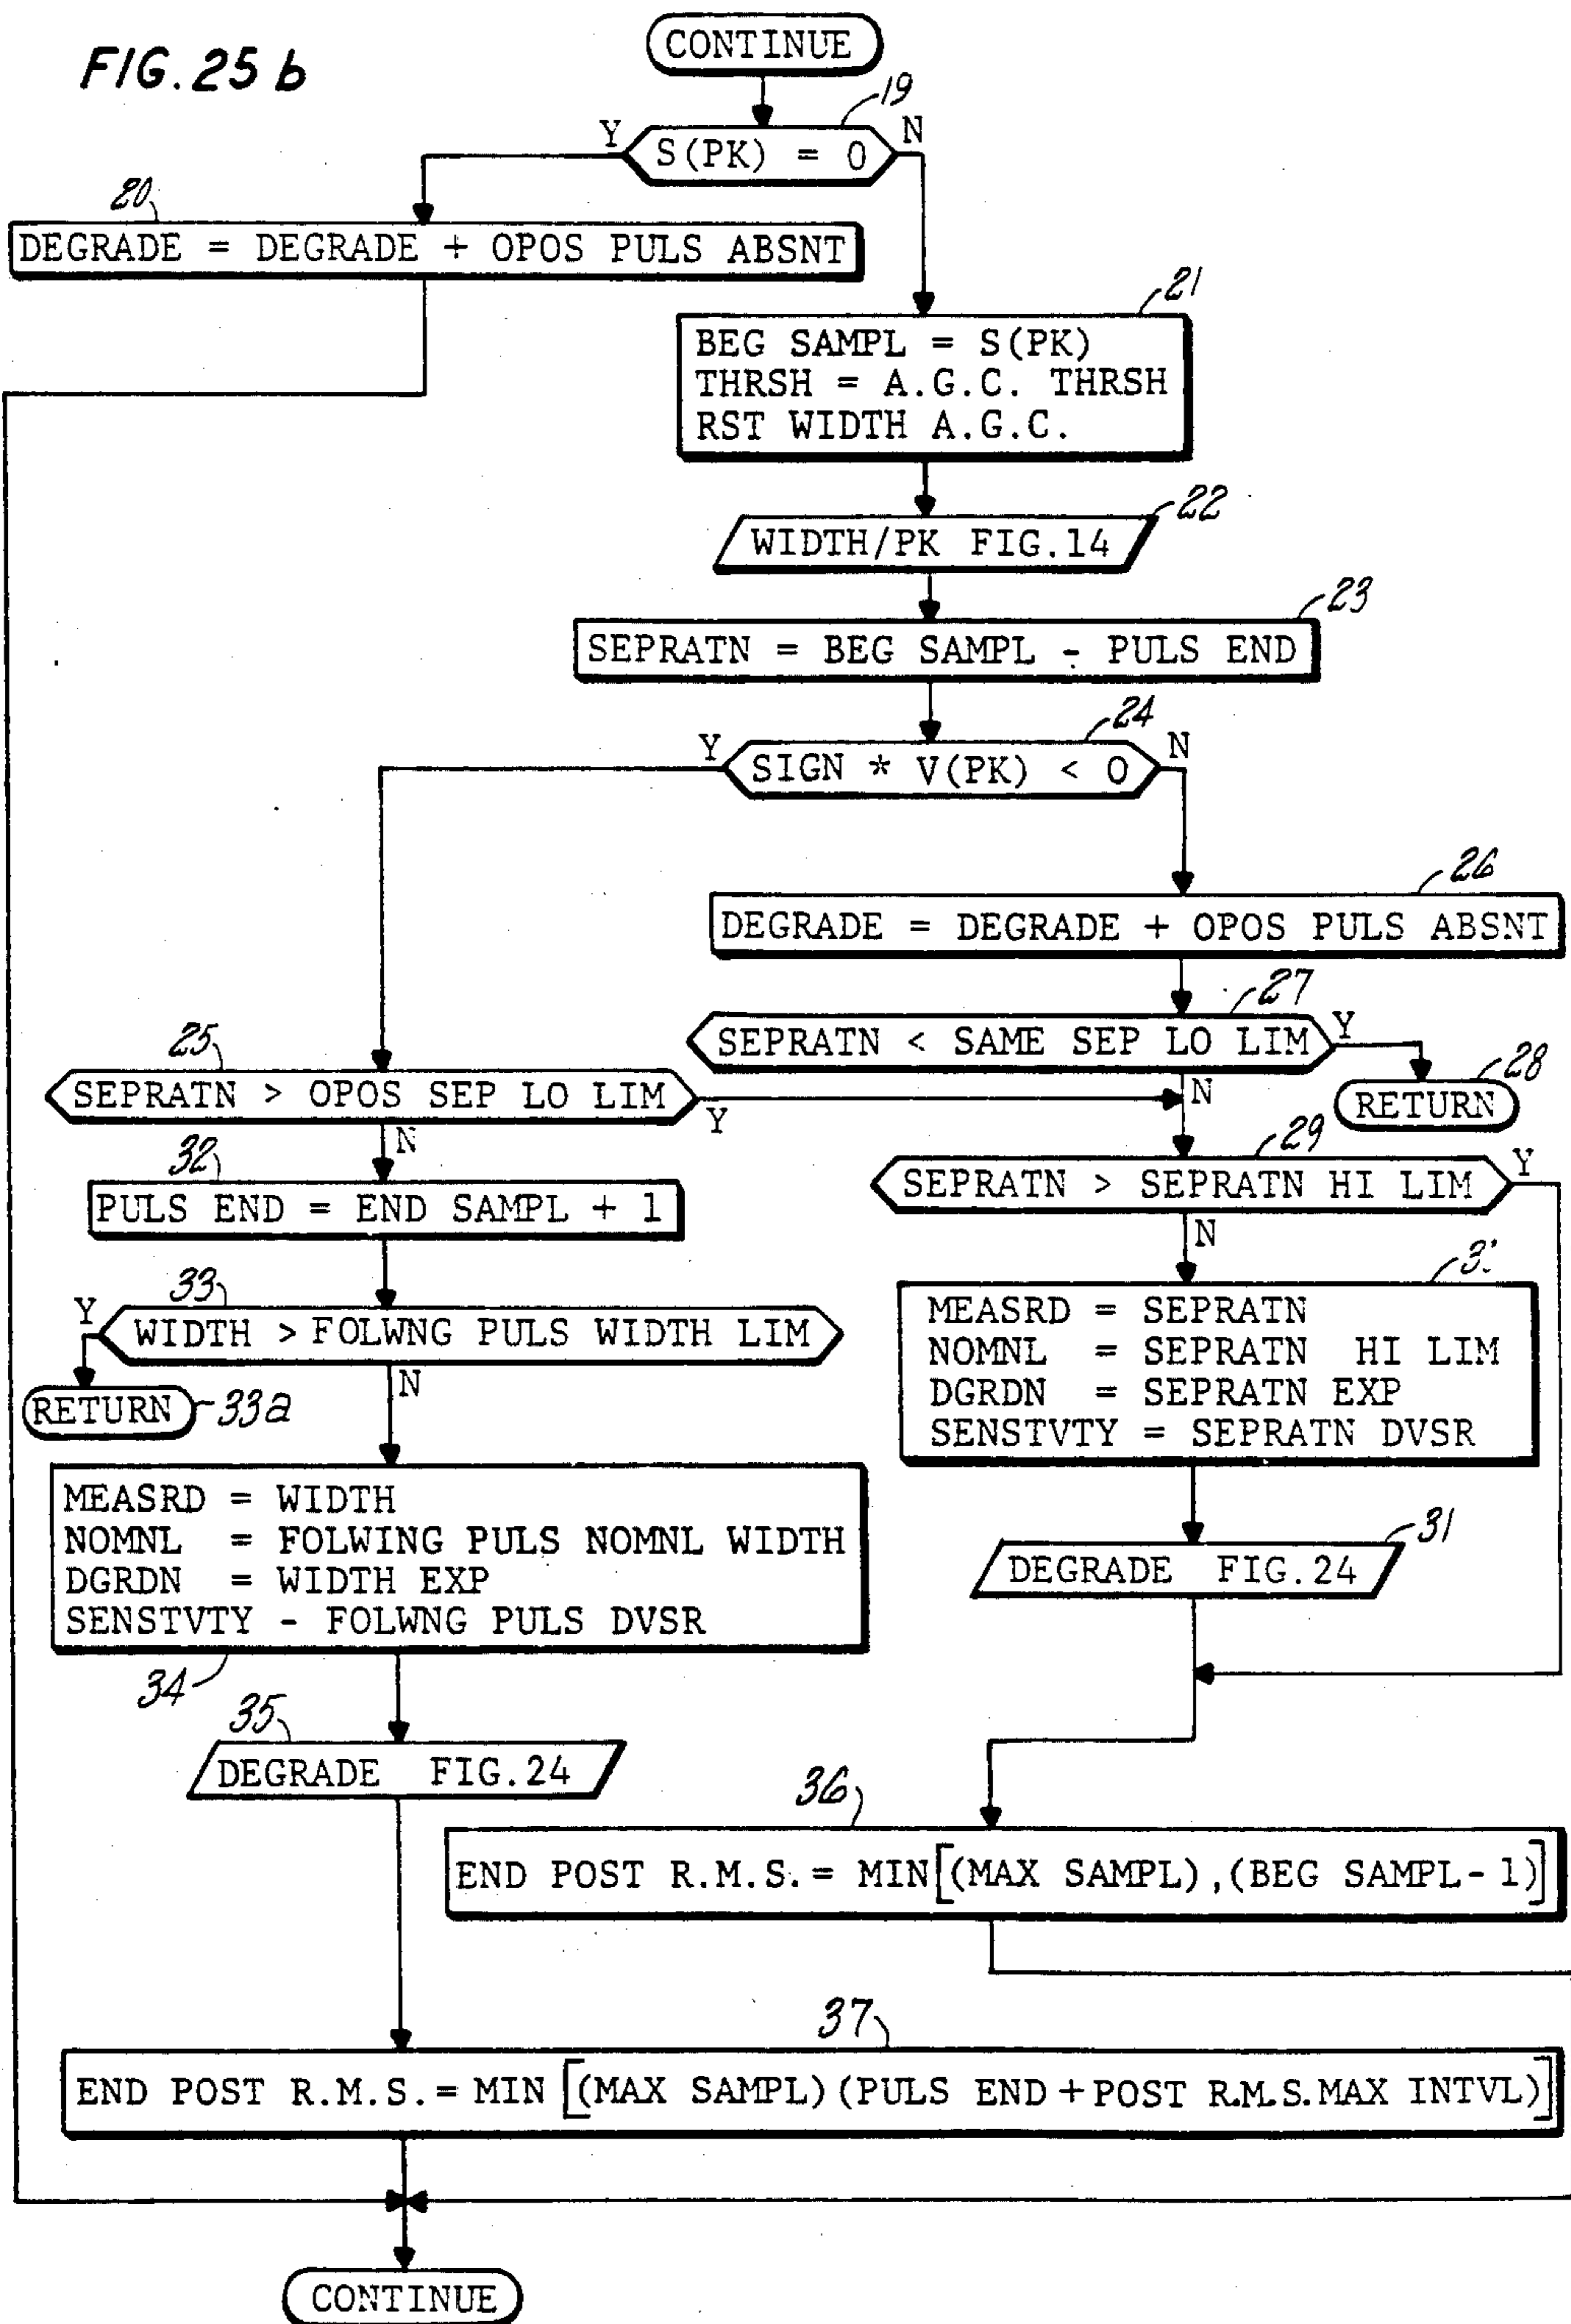 FIG. 25 b
CONTINUE
19
Y
S(PK) = 0
N
20
DEGRADE = DEGRADE + OPOS PULS ABSNT
21
BEG SAMPL = S(PK)
THRSH = A.G.C. THRSH
RST WIDTH A.G.C.
22
WIDTH/PK FIG.14
23
SEPRATN = BEG SAMPL - PULS END
24
Y
SIGN * V(PK) < 0
N
26
DEGRADE = DEGRADE + OPOS PULS ABSNT
27
SEPRATN < SAME SEP LO LIM
Y
N
28
RETURN
25
SEPRATN > OPOS SEP LO LIM
Y
N
29
SEPRATN > SEPRATN HI LIM
Y
N
32
PULS END = END SAMPL + 1
33
Y
WIDTH > FOLWNG PULS WIDTH LIM
N
RETURN
33a
3
MEASRD = SEPRATN
NOMNL = SEPRATN HI LIM
DGRDN = SEPRATN EXP
SENSTVTY = SEPRATN DVSR
31
DEGRADE FIG.24
MEASRD = WIDTH
NOMNL = FOLWING PULS NOMNL WIDTH
DGRDN = WIDTH EXP
SENSTVTY - FOLWNG PULS DVSR
34
35
DEGRADE FIG.24
36
END POST R.M.S. = MIN[(MAX SAMPL),(BEG SAMPL-1)]
37
END POST R.M.S. = MIN[(MAX SAMPL)(PULS END+POST R.M.S.MAX INTVL)]
CONTINUE